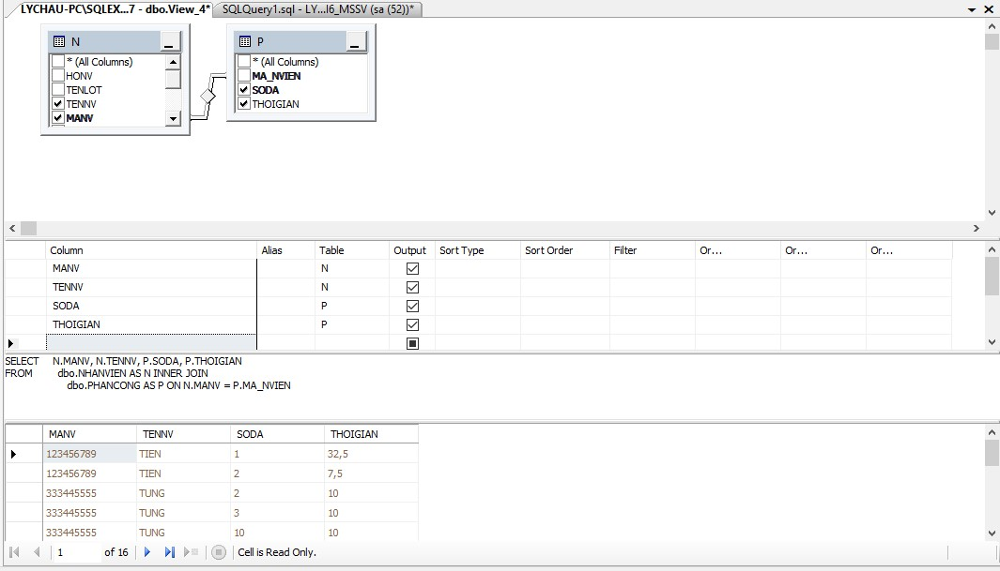 LYCHAU-PC\SQLEX...7 - dbo.View_4* SQLQuery1.sql - LY...I6_MSSV (sa (52))*
N
* (All Columns)
HONV
TENLOT
TENNV
MANV
P
* (All Columns)
MA_NVIEN
SODA
THOIGIAN
Column Alias Table Output Sort Type Sort Order Filter Or... Or... Or...
MANV N
TENNV N
SODA P
THOIGIAN P
SELECT N.MANV, N.TENNV, P.SODA, P.THOIGIAN
FROM dbo.NHANVIEN AS N INNER JOIN
dbo.PHANCONG AS P ON N.MANV = P.MA_NVIEN
MANV TENNV SODA THOIGIAN
123456789 TIEN 1 32,5
123456789 TIEN 2 7,5
333445555 TUNG 2 10
333445555 TUNG 3 10
333445555 TUNG 10 10
1 of 16 Cell is Read Only.